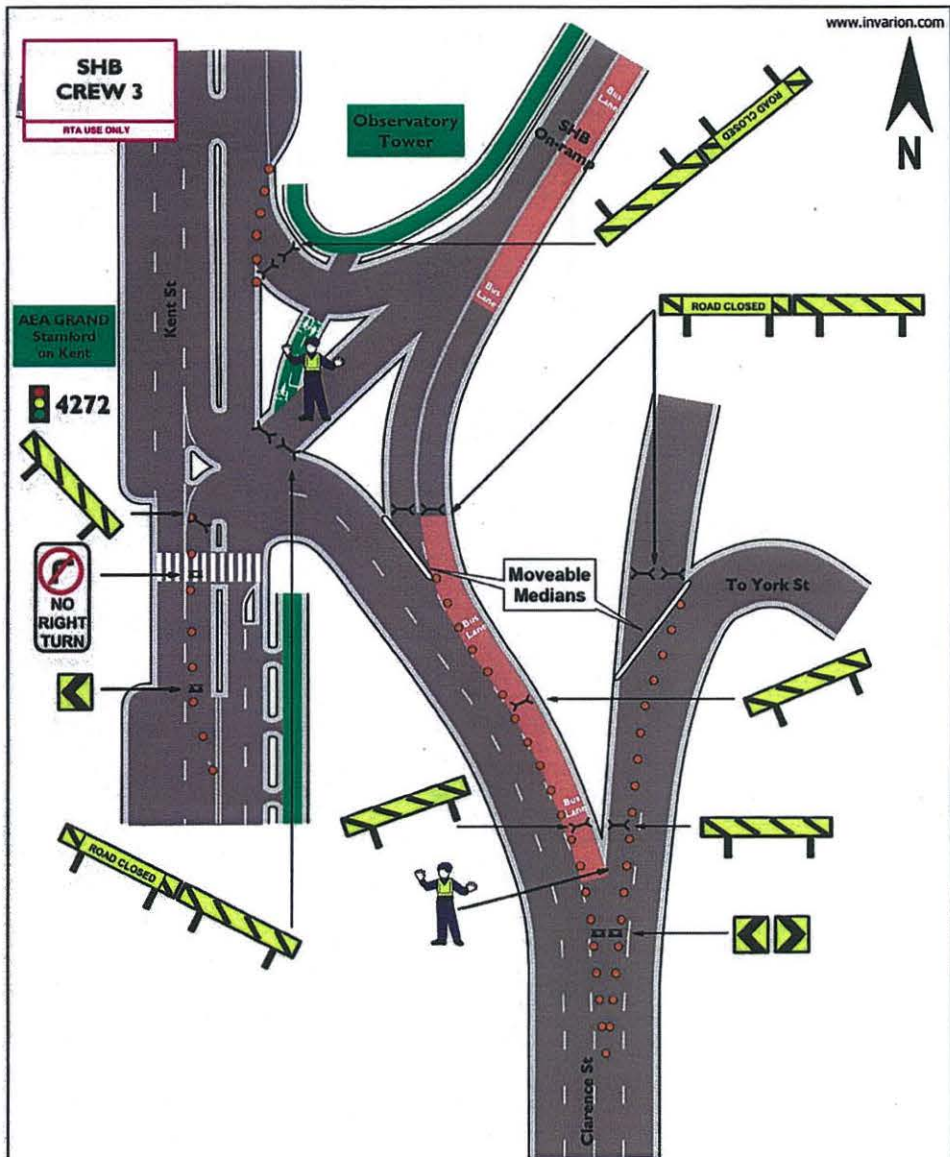 www.invarion.com
SHB
CREW 3
RTA USE ONLY
Observatory
Tower
SHB
On-ramp
Bus
Lane
ROAD CLOSED
N
Kent St
Bus
Lane
ROAD CLOSED
AEA GRAND
Stamford
on Kent
4272
NO
RIGHT
TURN
Moveable
Medians
To York St
Bus
Lane
Bus
Lane
ROAD CLOSED
Clarence St